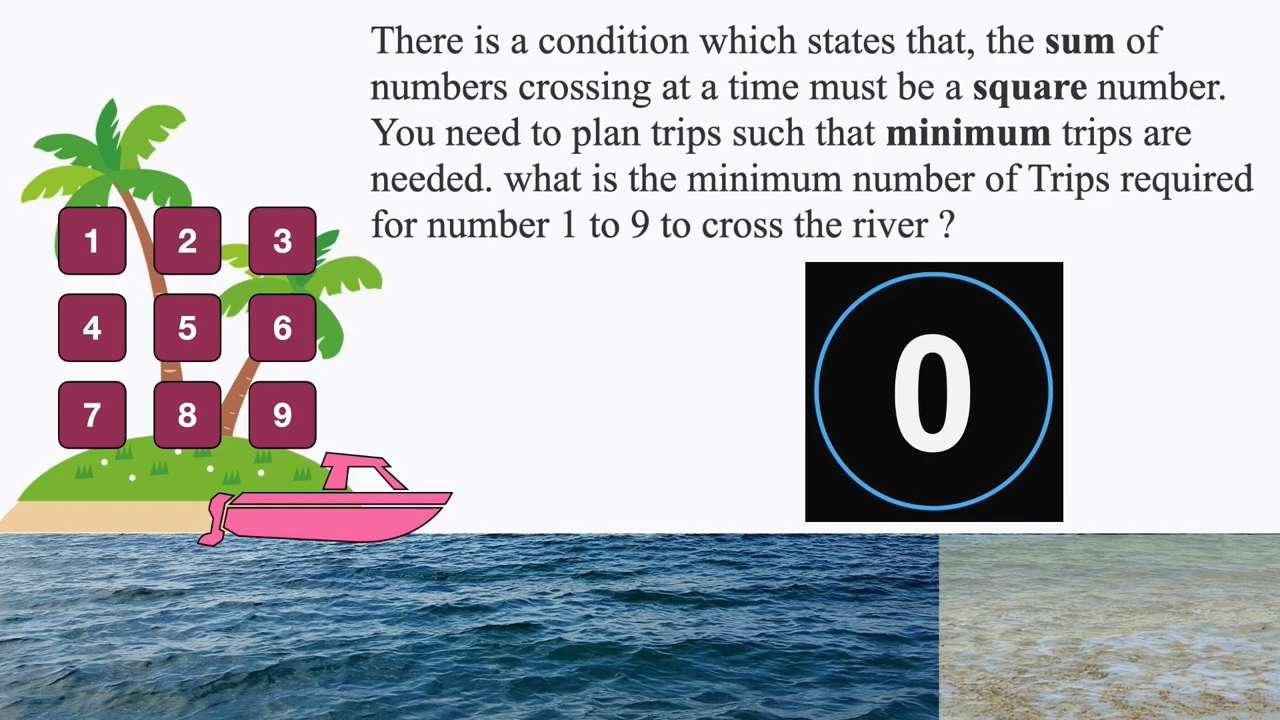 There is a condition which states that, the sum of
numbers crossing at a time must be a square number.
You need to plan trips such that minimum trips are
needed. what is the minimum number of Trips required
for number 1 to 9 to cross the river ?
1 2 3
4 5 6
7 8 9
0